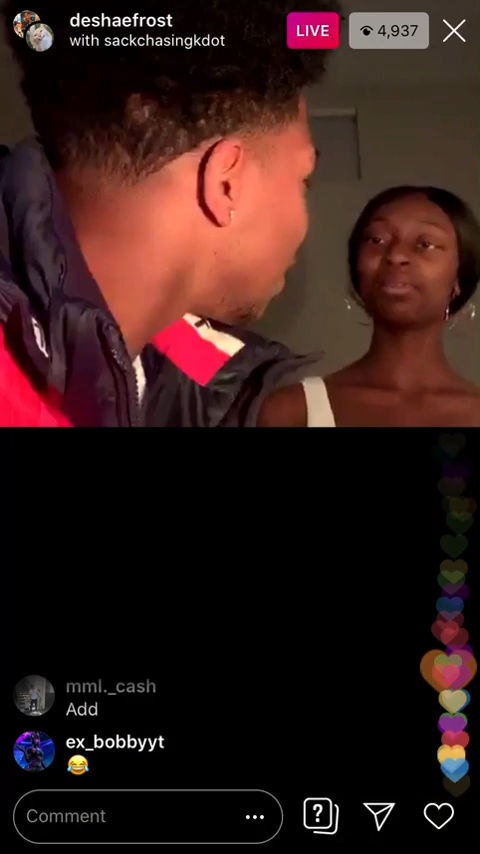 deshaefrost
with sackchasingkdot
LIVE
4,937
mml._cash
Add
ex_bobbyyt
😂
Comment